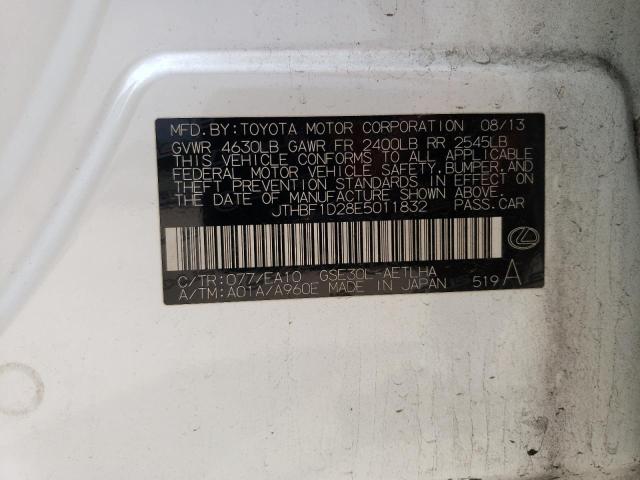 MFD. BY: TOYOTA MOTOR CORPORATION 08/13
GVWR 4630LB GAWR FR 2400LB RR 2545LB
THIS VEHICLE CONFORMS TO ALL APPLICABLE
FEDERAL MOTOR VEHICLE SAFETY, BUMPER, AND
THEFT PREVENTION STANDARDS IN EFFECT ON
THE DATE OF MANUFACTURE SHOWN ABOVE.
JTHBF1D28E5011832 PASS.CAR
C/TR: 077/EA10 GSE30L-AETLHA
A/TM: A01A/A960E MADE IN JAPAN 519 A